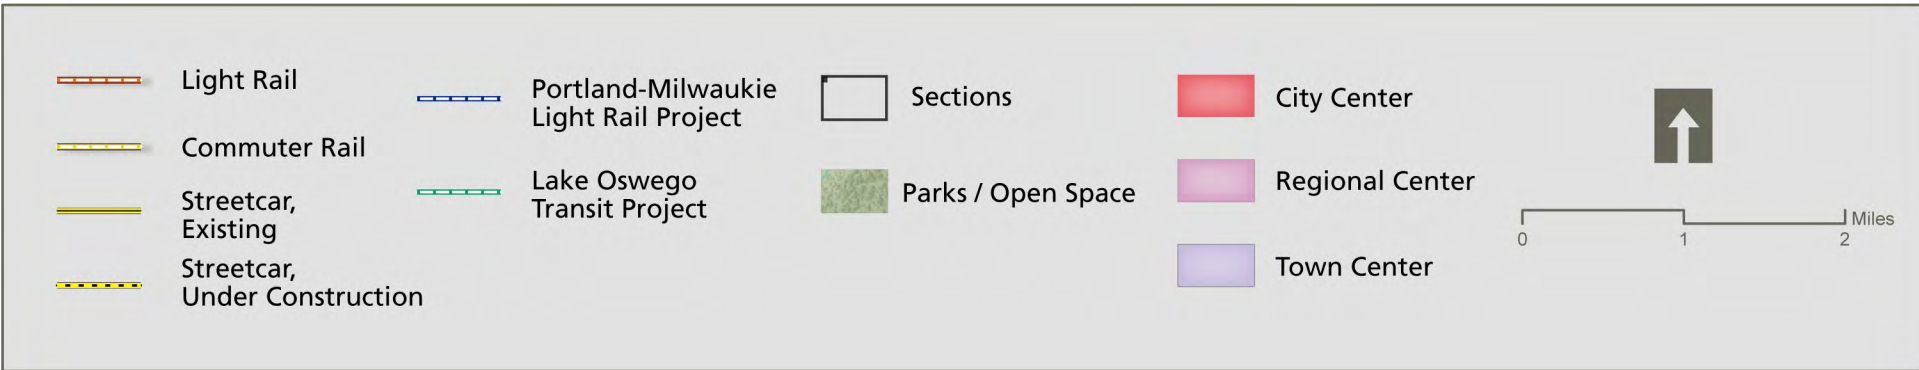 Light Rail
Commuter Rail
Streetcar,
Existing
Streetcar,
Under Construction
Portland-Milwaukie
Light Rail Project
Lake Oswego
Transit Project
Sections
Parks / Open Space
City Center
Regional Center
Town Center
Miles
0 1 2